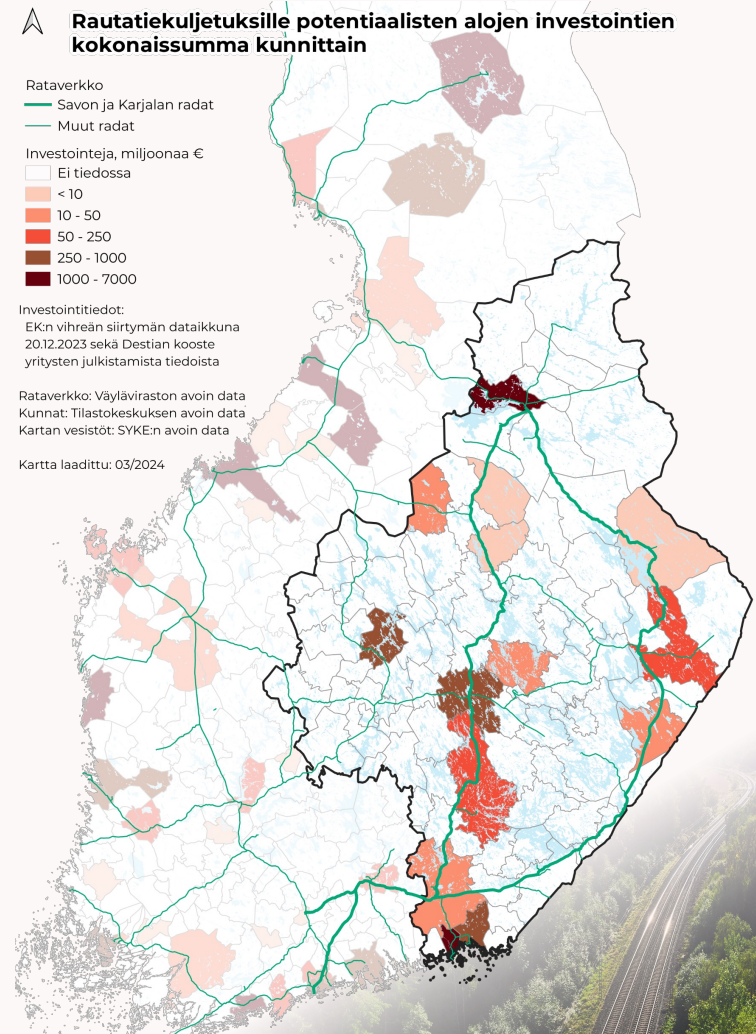 Rautatiekuljetuksille potentiaalisten alojen investointien
kokonaissumma kunnittain
Rataverkko
Savon ja Karjalan radat
Muut radat
Investointeja, miljoonaa €
Ei tiedossa
< 10
10 - 50
50 - 250
250 - 1000
1000 - 7000
Investointitiedot:
EK:n vihreän siirtymän dataikkuna
20.12.2023 sekä Destian kooste
yritysten julkistamista tiedoista
Rataverkko: Väyläviraston avoin data
Kunnat: Tilastokeskuksen avoin data
Kartan vesistöt: SYKE:n avoin data
Kartta laadittu: 03/2024